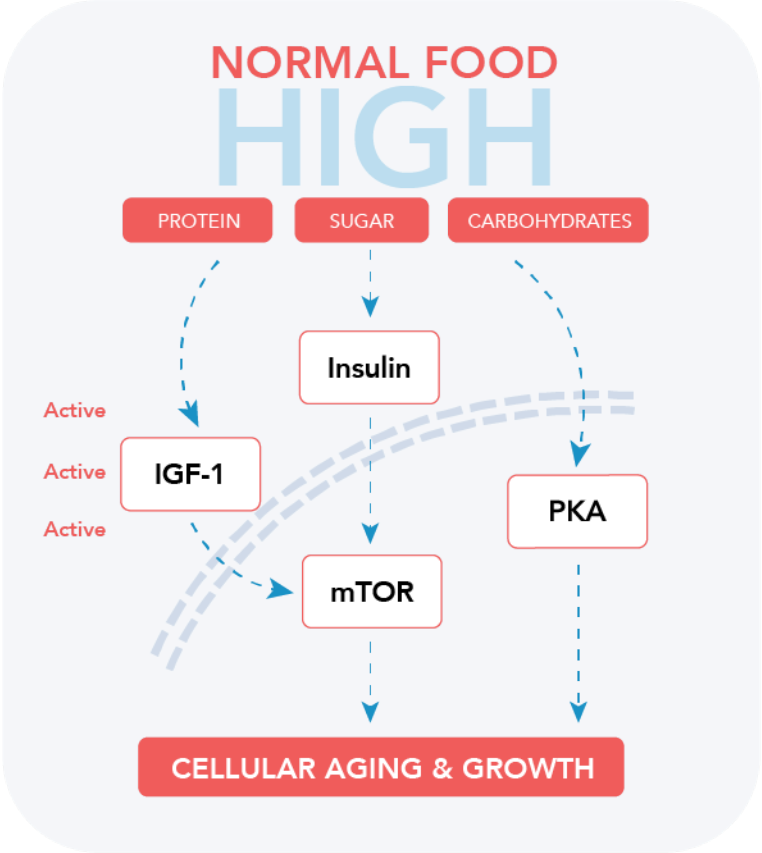 NORMAL FOOD
HIGH
PROTEIN
SUGAR
CARBOHYDRATES
Insulin
Active
Active
IGF-1
Active
PKA
mTOR
CELLULAR AGING & GROWTH